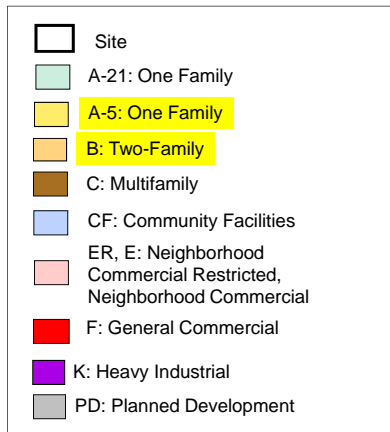 Site
A-21: One Family
A-5: One Family
B: Two-Family
C: Multifamily
CF: Community Facilities
ER, E: Neighborhood
Commercial Restricted,
Neighborhood Commercial
F: General Commercial
K: Heavy Industrial
PD: Planned Development